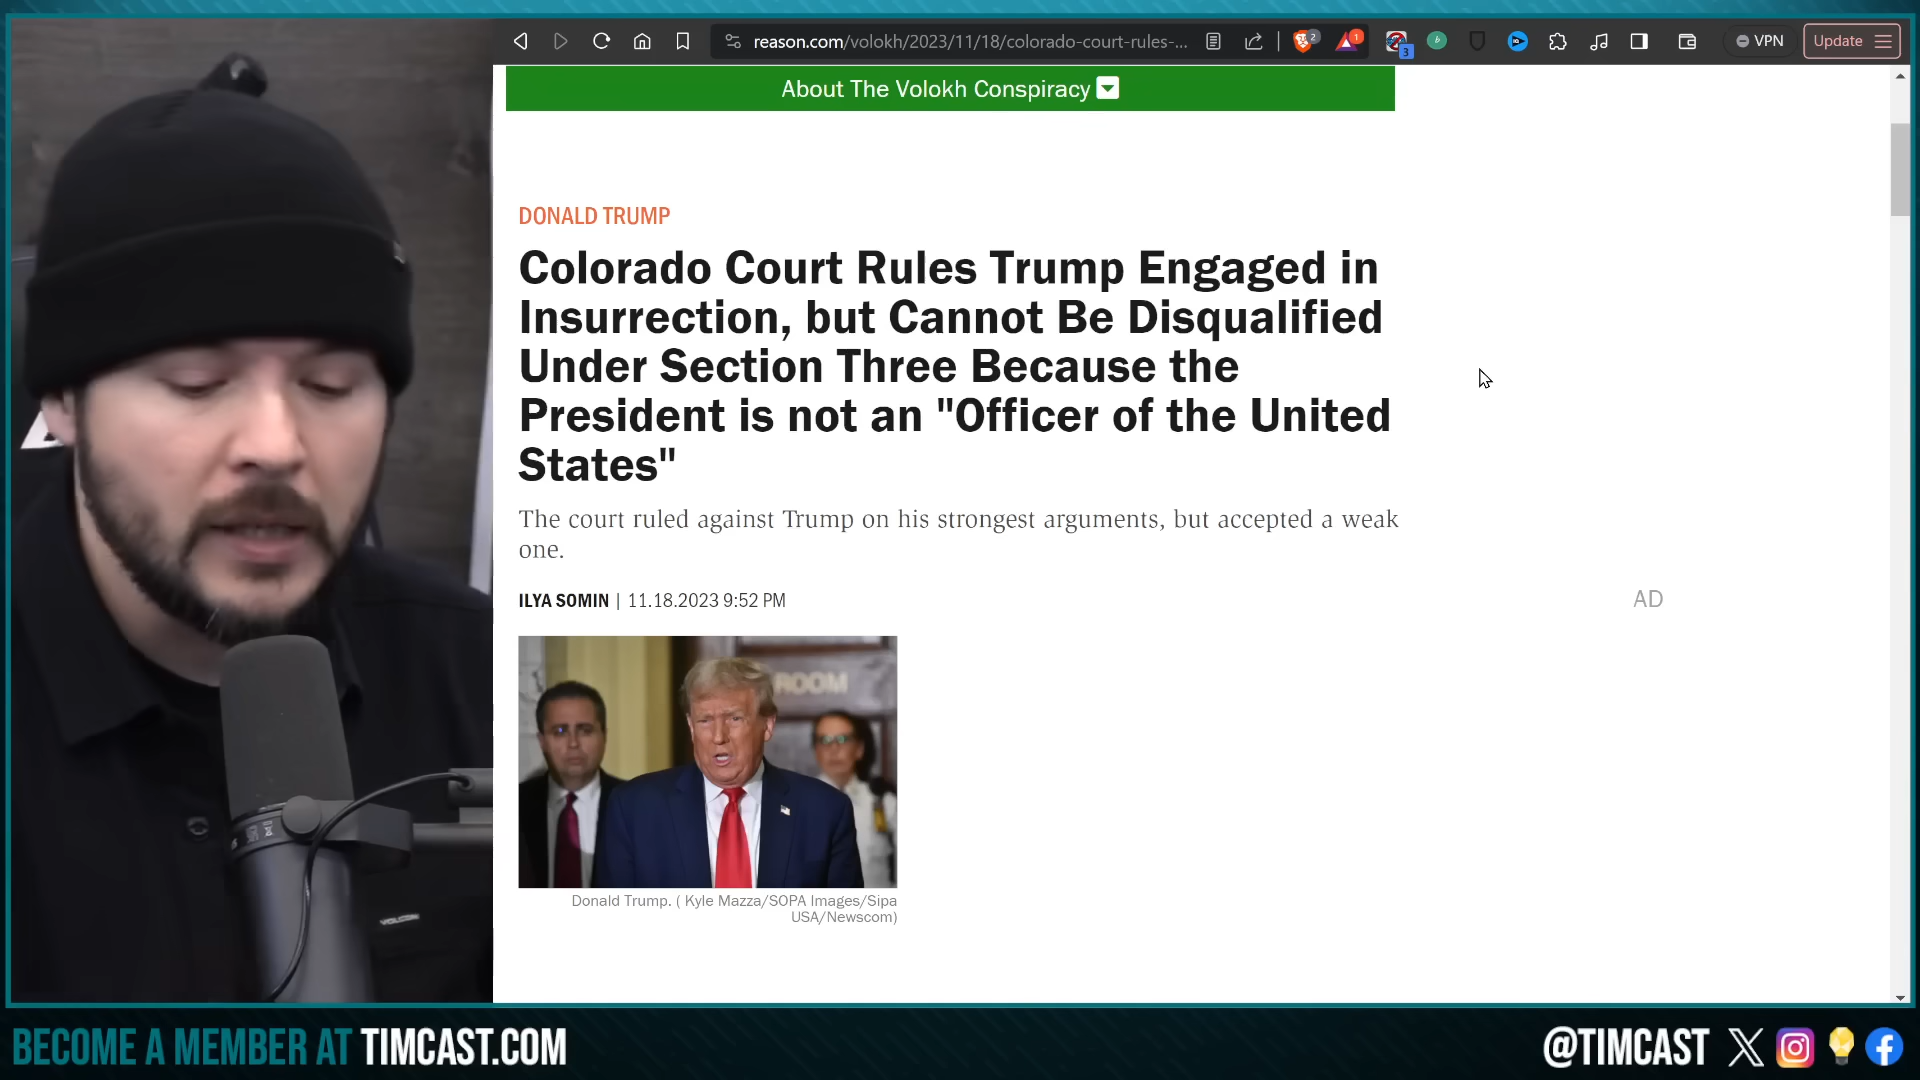 reason.com/volokh/2023/11/18/colorado-court-rules-...
2
1
3
VPN
Update
About The Volokh Conspiracy
DONALD TRUMP
Colorado Court Rules Trump Engaged in
Insurrection, but Cannot Be Disqualified
Under Section Three Because the
President is not an "Officer of the United
States"
The court ruled against Trump on his strongest arguments, but accepted a weak
one.
ILYA SOMIN | 11.18.2023 9:52 PM
AD
ROOM
Donald Trump. ( Kyle Mazza/SOPA Images/Sipa
USA/Newscom)
BECOME A MEMBER AT TIMCAST.COM
@TIMCAST